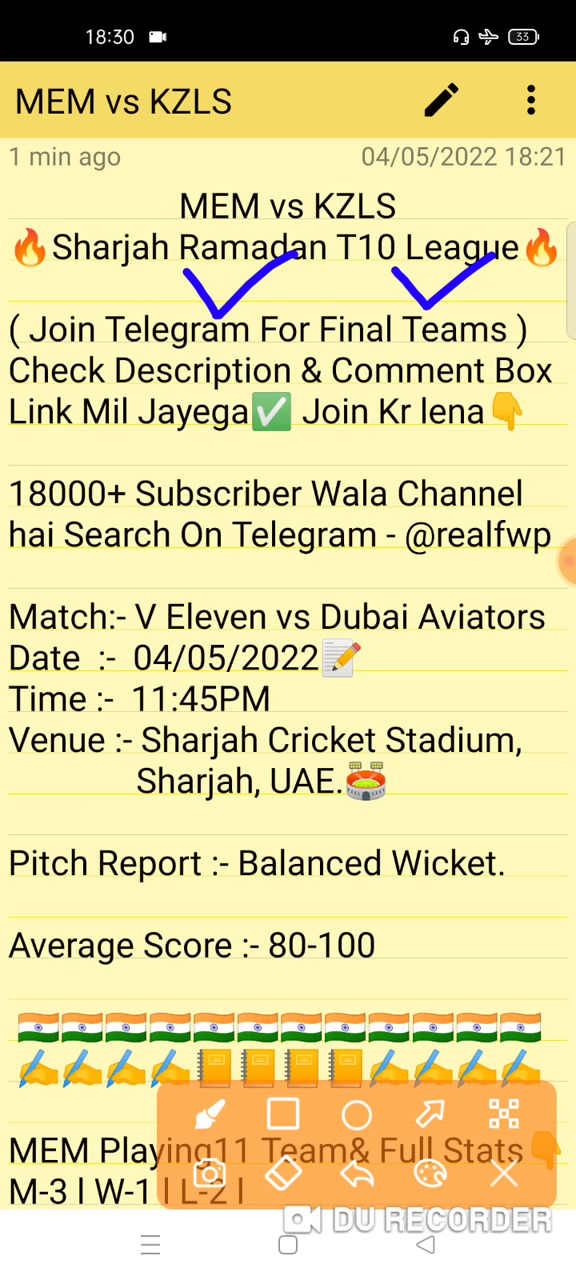 18:30
33
MEM vs KZLS
1 min ago
04/05/2022 18:21
MEM vs KZLS
🔥Sharjah Ramadan T10 League🔥
( Join Telegram For Final Teams )
Check Description & Comment Box
Link Mil Jayega✅ Join Kr lena👇
18000+ Subscriber Wala Channel
hai Search On Telegram - @realfwp
Match:- V Eleven vs Dubai Aviators
Date :- 04/05/2022📝
Time :- 11:45PM
Venue :- Sharjah Cricket Stadium,
Sharjah, UAE.🏟️
Pitch Report :- Balanced Wicket.
Average Score :- 80-100
🇮🇳🇮🇳🇮🇳🇮🇳🇮🇳🇮🇳🇮🇳🇮🇳🇮🇳🇮🇳🇮🇳🇮🇳
✍️✍️✍️✍️📒📒📒📒✍️✍️✍️✍️
MEM Playing11 Team& Full Stats👇
M-3 l W-1 l L-2 l
DU RECORDER